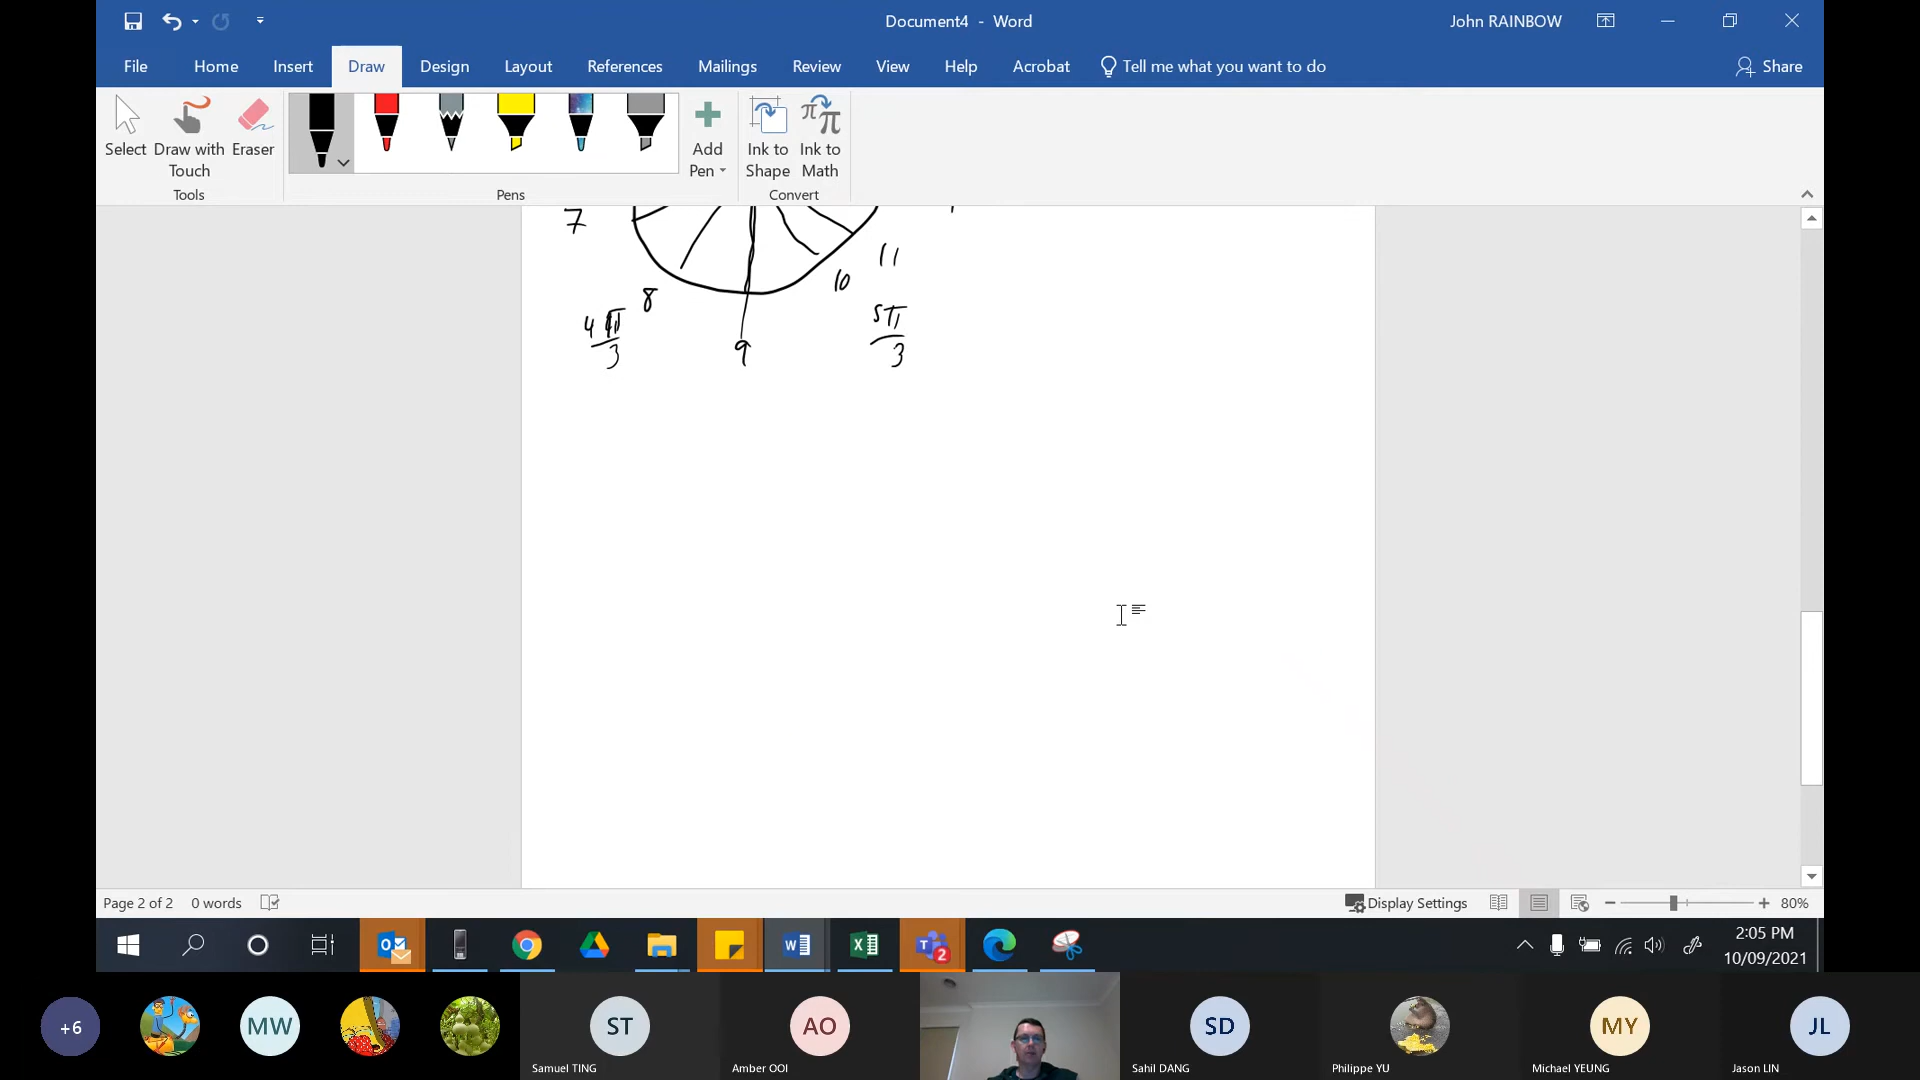 Document4 - Word
John RAINBOW
File Home Insert Draw Design Layout References Mailings Review View Help Acrobat Tell me what you want to do Share
Select Draw with Touch Eraser Add Pen Ink to Shape Ink to Math
Tools Pens Convert
7
11
10
8
4π/3
9
5π/3
Page 2 of 2 0 words Display Settings 80%
2
2:05 PM
10/09/2021
+6 MW ST AO SD MY JL
Samuel TING Amber OOI Sahil DANG Philippe YU Michael YEUNG Jason LIN